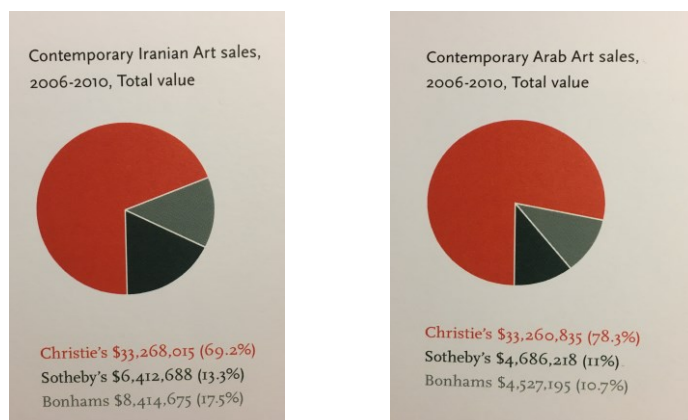 Contemporary Iranian Art sales,
2006-2010, Total value
Christie's $33,268,015 (69.2%)
Sotheby's $6,412,688 (13.3%)
Bonhams $8,414,675 (17.5%)
Contemporary Arab Art sales,
2006-2010, Total value
Christie's $33,260,835 (78.3%)
Sotheby's $4,686,218 (11%)
Bonhams $4,527,195 (10.7%)